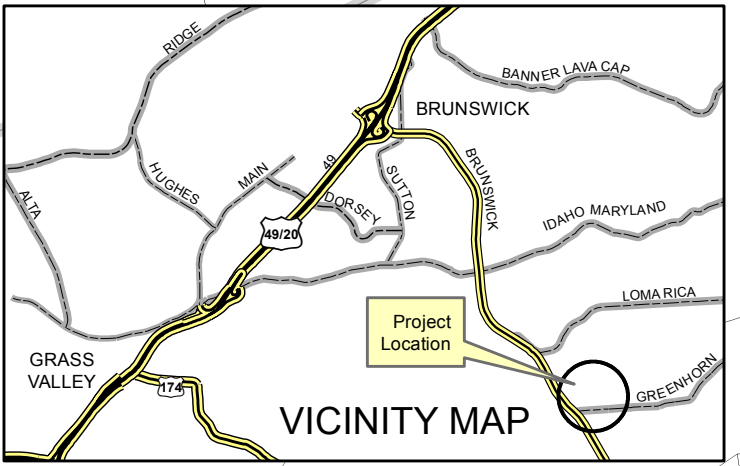 RIDGE
BANNER LAVA CAP
BRUNSWICK
HUGHES
MAIN
49
SUTTON
BRUNSWICK
ALTA
DORSEY
IDAHO MARYLAND
49/20
LOMA RICA
Project
Location
GRASS
VALLEY
174
GREENHORN
VICINITY MAP